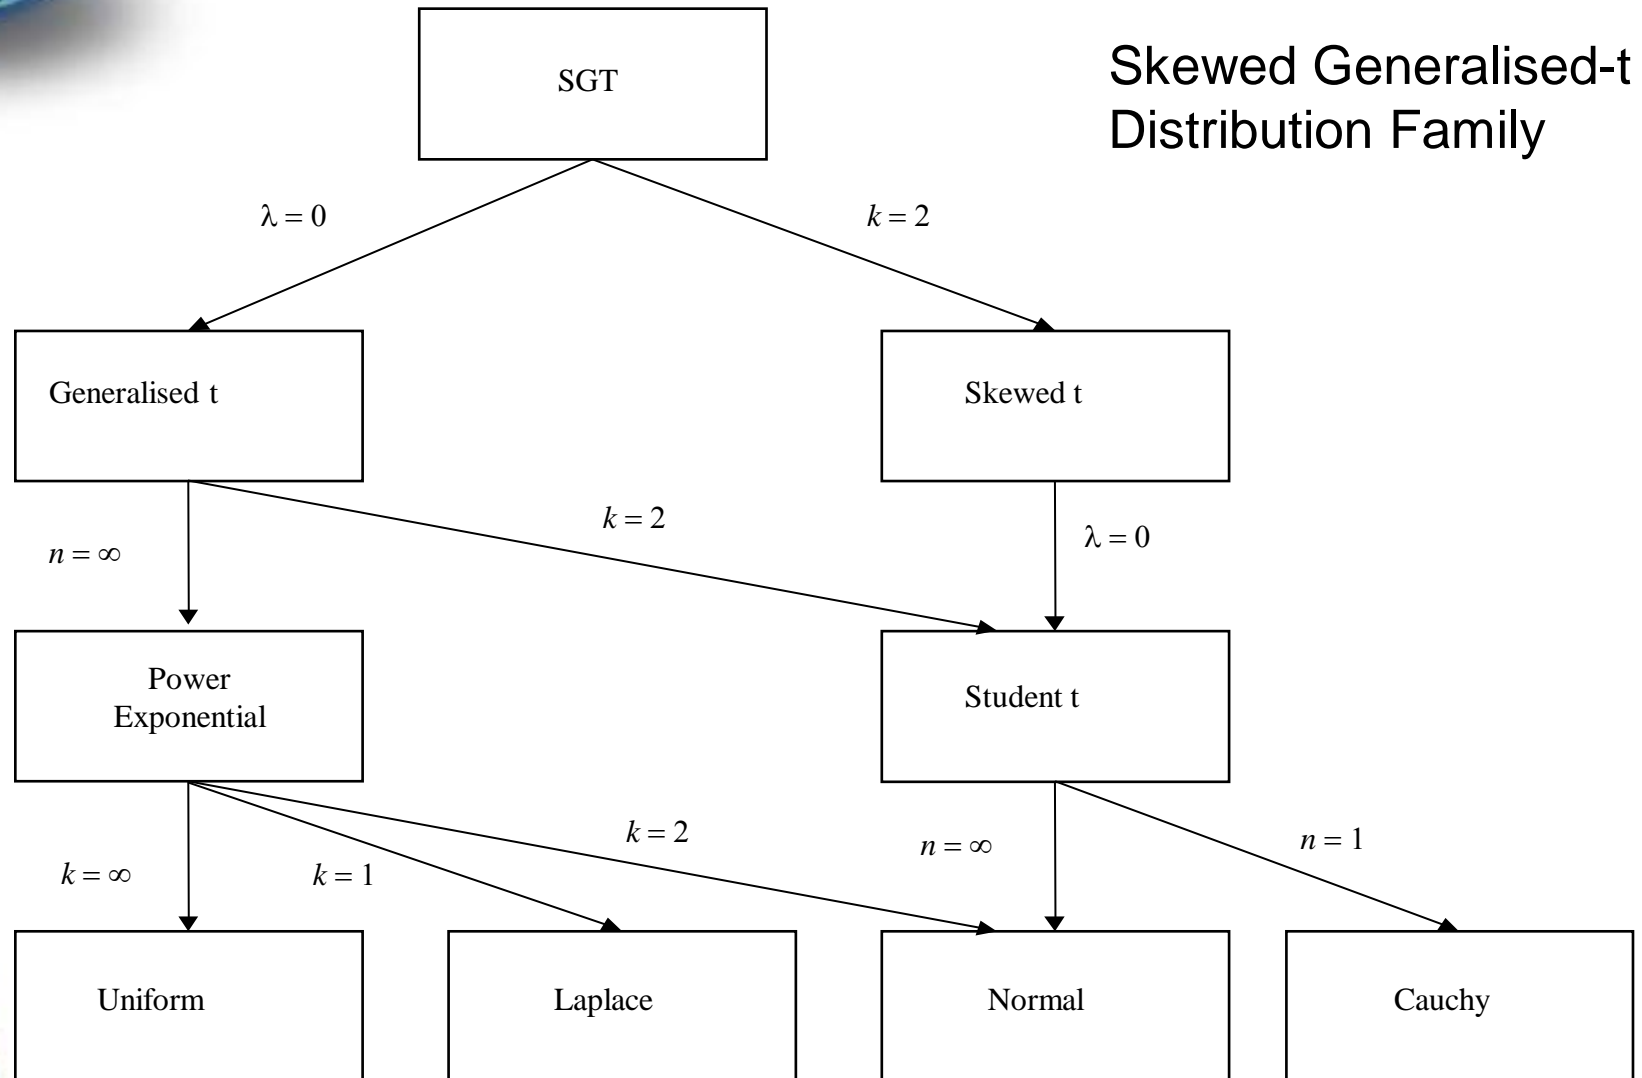 SGT
Skewed Generalised-t
Distribution Family
λ = 0
k = 2
Generalised t
Skewed t
k = 2
n = ∞
λ = 0
Power
Exponential
Student t
k = 2
n = ∞
n = 1
k = ∞
k = 1
Uniform
Laplace
Normal
Cauchy